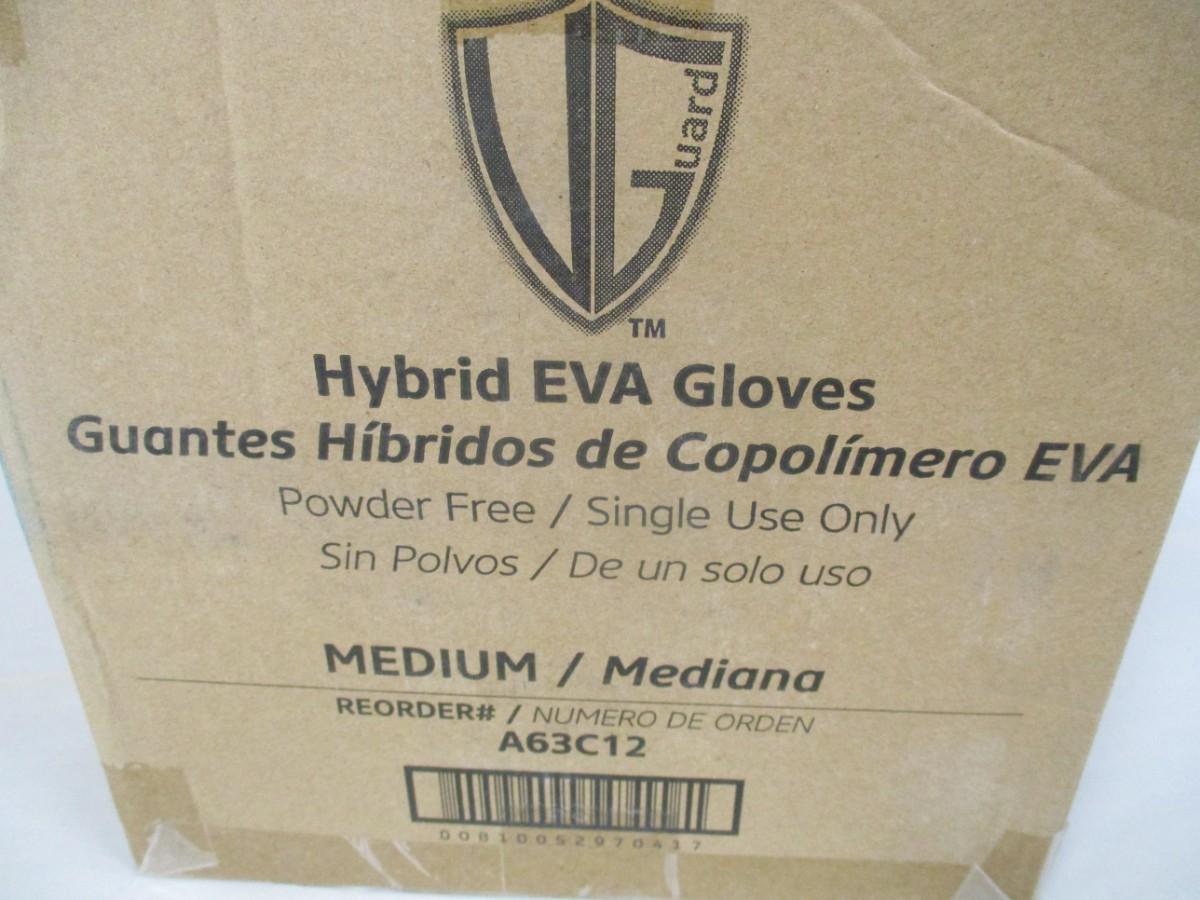 VGuard
TM
Hybrid EVA Gloves
Guantes Híbridos de Copolímero EVA
Powder Free / Single Use Only
Sin Polvos / De un solo uso
MEDIUM / Mediana
REORDER# / NUMERO DE ORDEN
A63C12
00810052970417